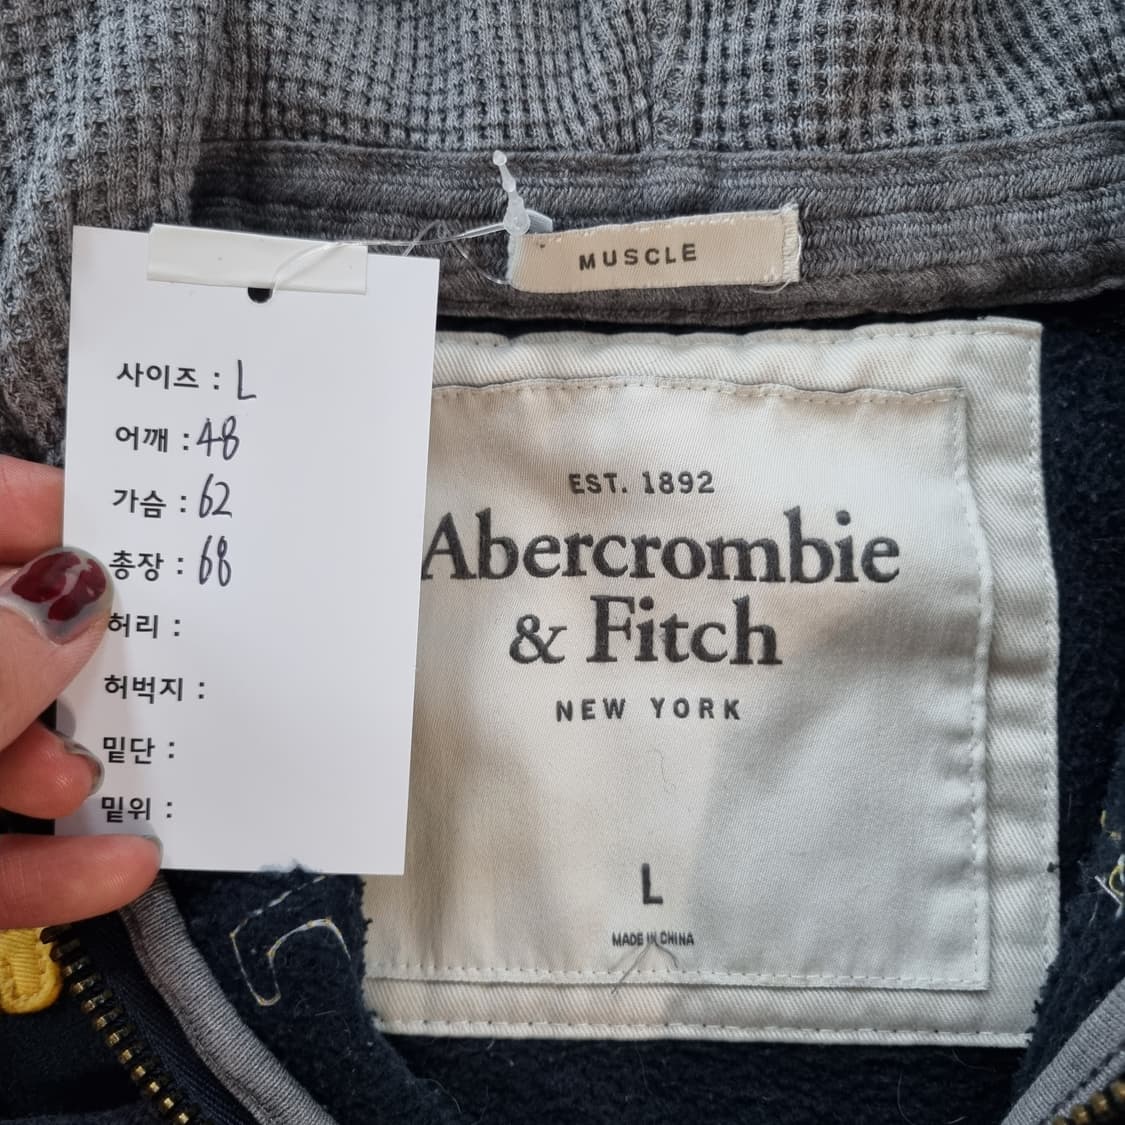 MUSCLE
사이즈 : L
어깨 : 48
가슴 : 62
총장 : 68
허리 :
허벅지 :
밑단 :
밑위 :
EST. 1892
Abercrombie
& Fitch
NEW YORK
L
MADE IN CHINA